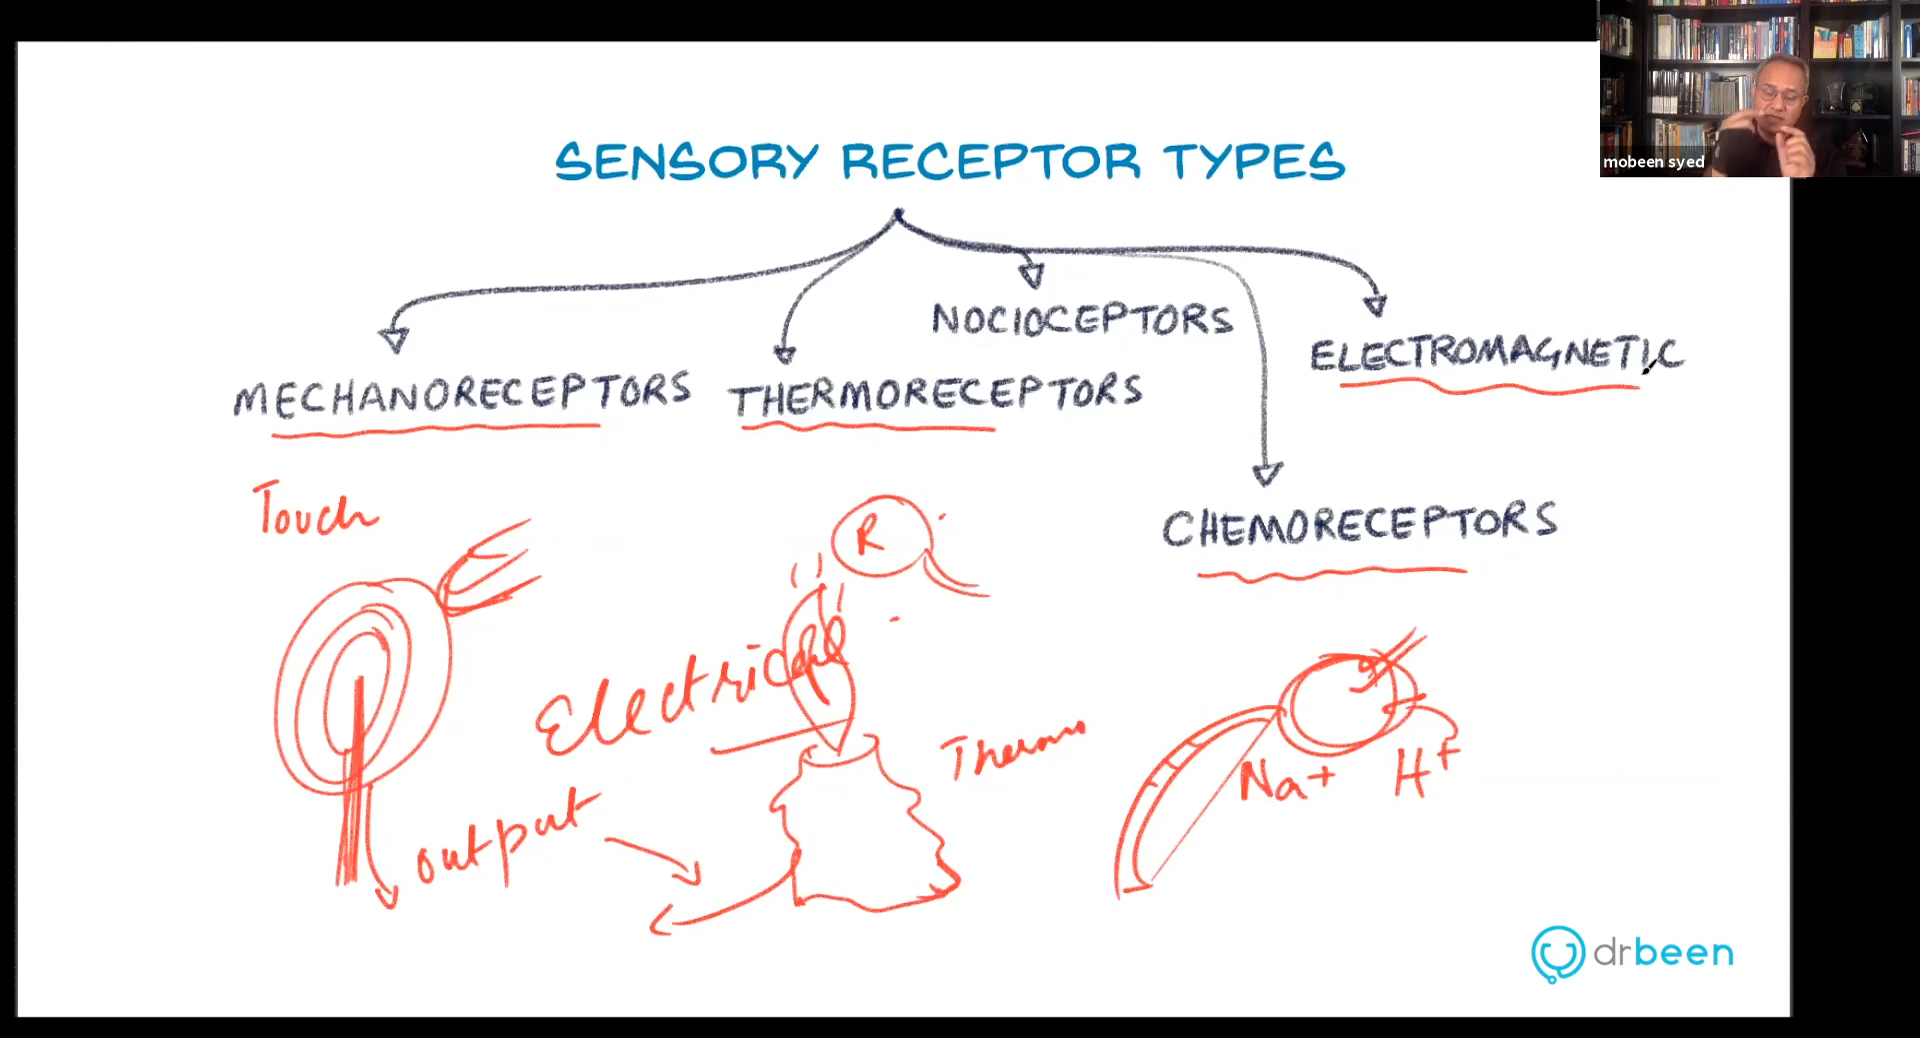 mobeen syed
SENSORY RECEPTOR TYPES
NOCIOCEPTORS
ELECTROMAGNETIC
MECHANORECEPTORS
THERMORECEPTORS
CHEMORECEPTORS
Touch
R
Electrical
Thermo
Na+
H+
output
drbeen